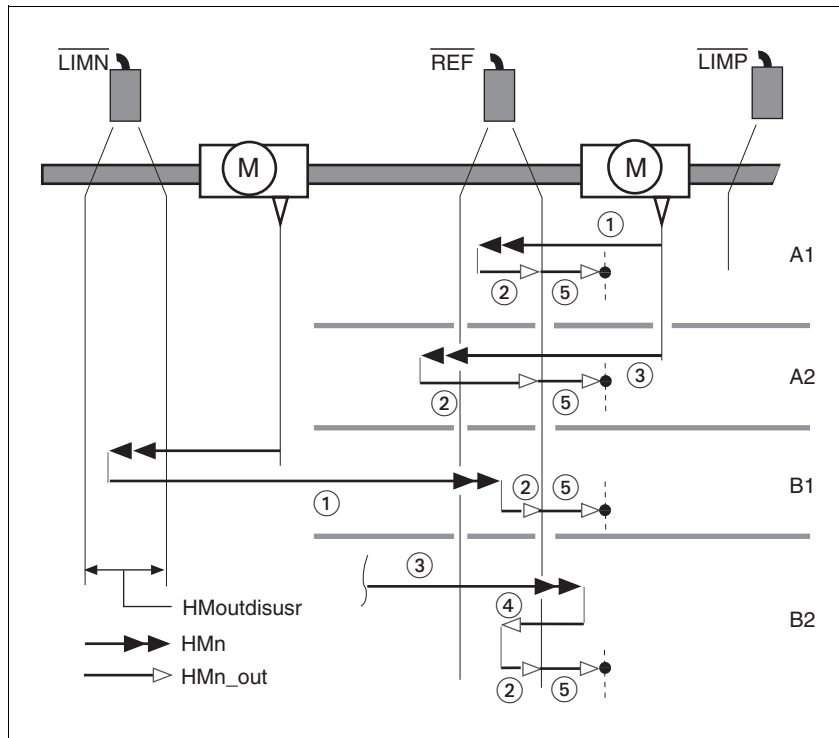 LIMN REF LIMP
M M
1
A1
2 5
3
A2
2 5
2 5
B1
1
3
HMoutdisusr
4
B2
HMn
HMn_out
2 5